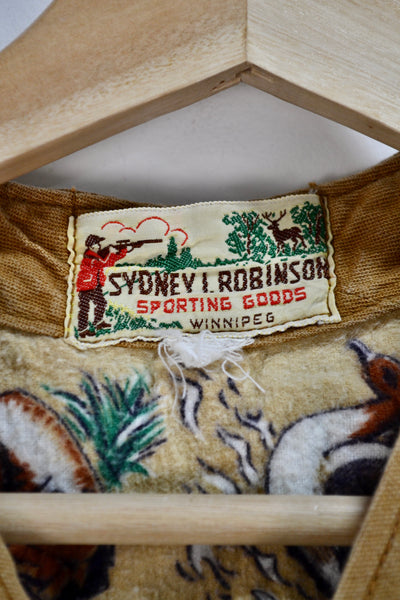 SYDNEY I. ROBINSON
SPORTING GOODS
WINNIPEG